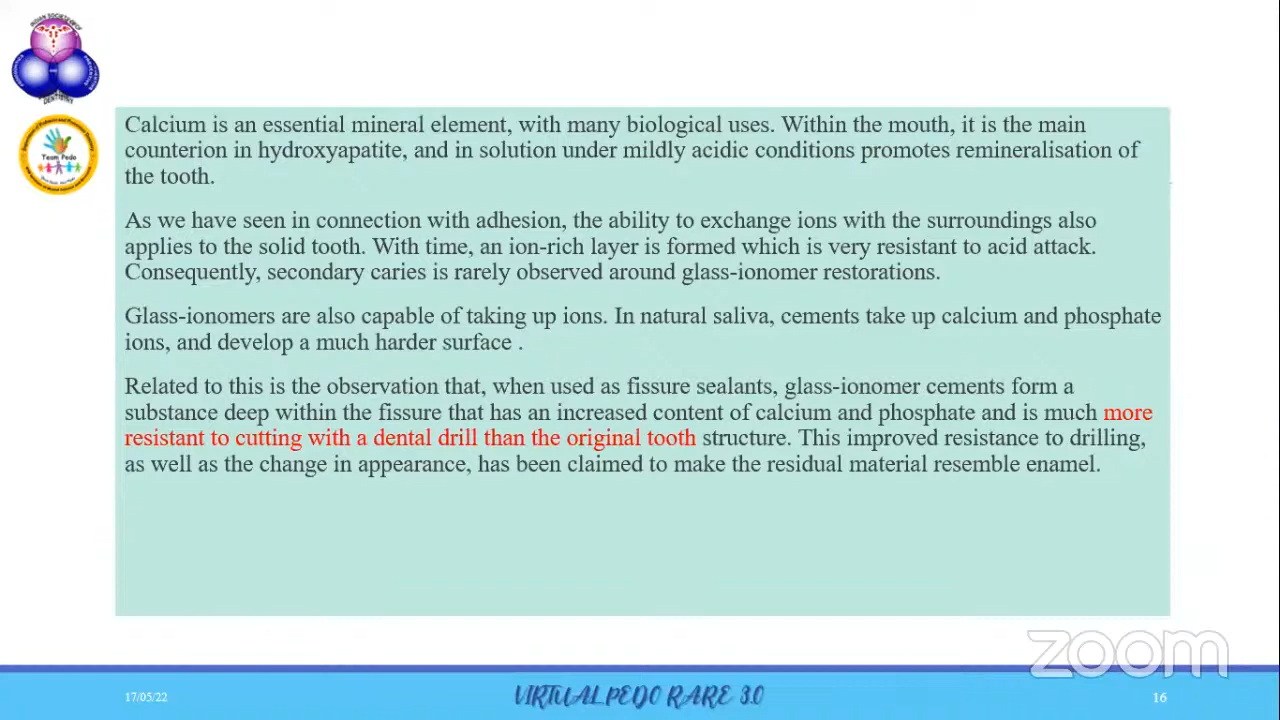 INDIAN SOCIETY OF
DENTISTRY
Team Pedo
Calcium is an essential mineral element, with many biological uses. Within the mouth, it is the main
counterion in hydroxyapatite, and in solution under mildly acidic conditions promotes remineralisation of
the tooth.
As we have seen in connection with adhesion, the ability to exchange ions with the surroundings also
applies to the solid tooth. With time, an ion-rich layer is formed which is very resistant to acid attack.
Consequently, secondary caries is rarely observed around glass-ionomer restorations.
Glass-ionomers are also capable of taking up ions. In natural saliva, cements take up calcium and phosphate
ions, and develop a much harder surface .
Related to this is the observation that, when used as fissure sealants, glass-ionomer cements form a
substance deep within the fissure that has an increased content of calcium and phosphate and is much more
resistant to cutting with a dental drill than the original tooth structure. This improved resistance to drilling,
as well as the change in appearance, has been claimed to make the residual material resemble enamel.
zoom
17/05/22
VIRTUAL PEDO RARE 3.0
16